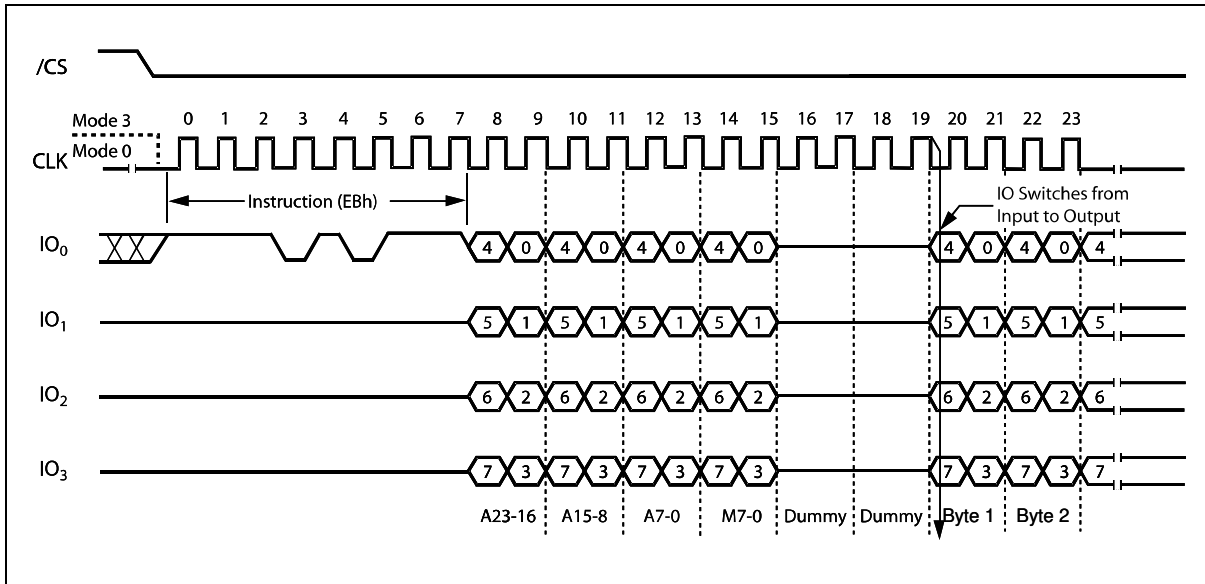 /CS
Mode 3
0 1 2 3 4 5 6 7 8 9 10 11 12 13 14 15 16 17 18 19 20 21 22 23
Mode 0
CLK
Instruction (EBh)
IO Switches from
Input to Output
IO₀ 4 0 4 0 4 0 4 0 4 0 4 0 4
IO₁ 5 1 5 1 5 1 5 1 5 1 5 1 5
IO₂ 6 2 6 2 6 2 6 2 6 2 6 2 6
IO₃ 7 3 7 3 7 3 7 3 7 3 7 3 7
A23-16 A15-8 A7-0 M7-0 Dummy Dummy Byte 1 Byte 2